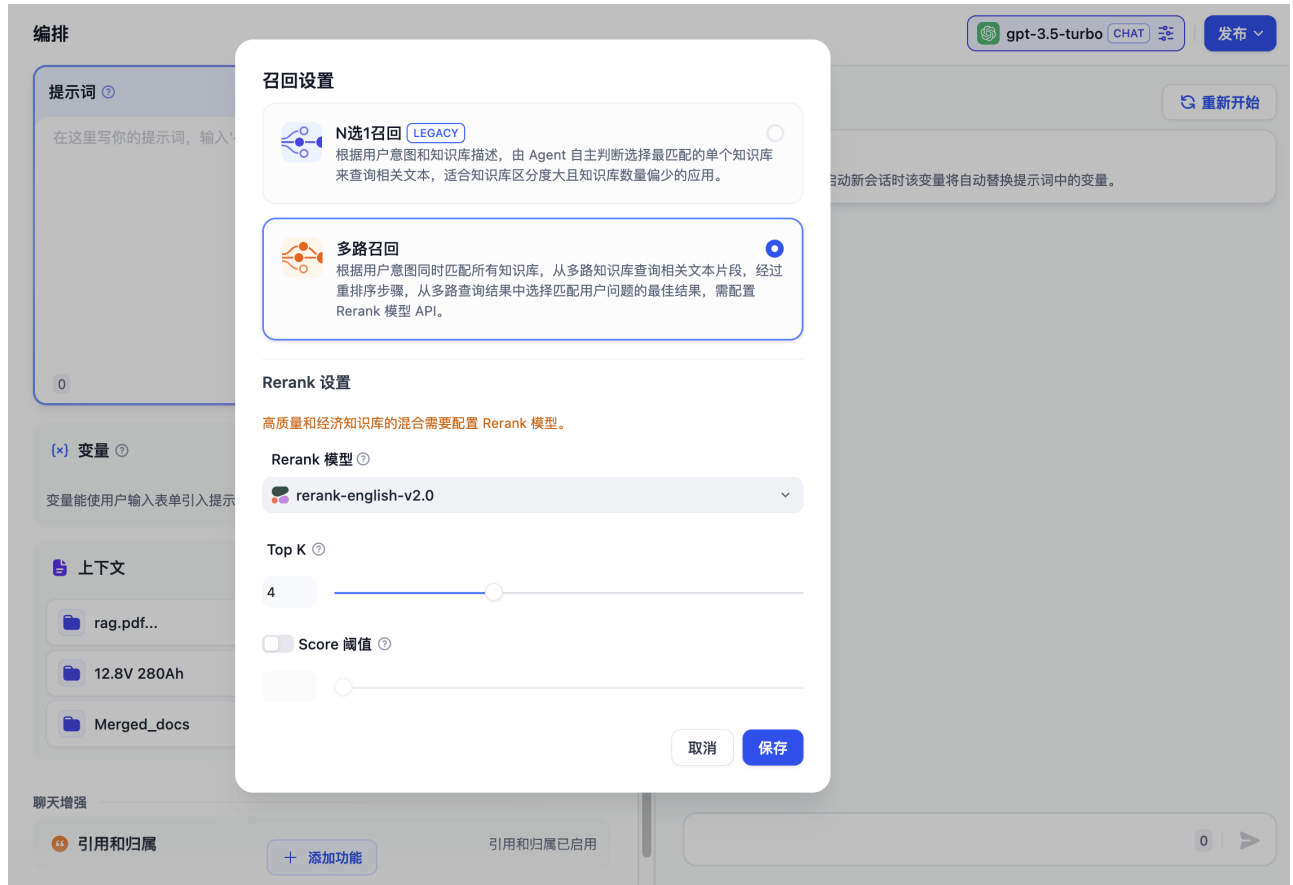 编排
gpt-3.5-turbo CHAT
发布
提示词
在这里写你的提示词，输入'
0
重新开始
启动新会话时该变量将自动替换提示词中的变量。
变量
变量能使用户输入表单引入提示
上下文
rag.pdf...
12.8V 280Ah
Merged_docs
聊天增强
引用和归属
引用和归属已启用
添加功能
0
召回设置
N选1召回 LEGACY
根据用户意图和知识库描述，由 Agent 自主判断选择最匹配的单个知识库
来查询相关文本，适合知识库区分度大且知识库数量偏少的应用。
多路召回
根据用户意图同时匹配所有知识库，从多路知识库查询相关文本片段，经过
重排序步骤，从多路查询结果中选择匹配用户问题的最佳结果，需配置
Rerank 模型 API。
Rerank 设置
高质量和经济知识库的混合需要配置 Rerank 模型。
Rerank 模型
rerank-english-v2.0
Top K
4
Score 阈值
取消
保存